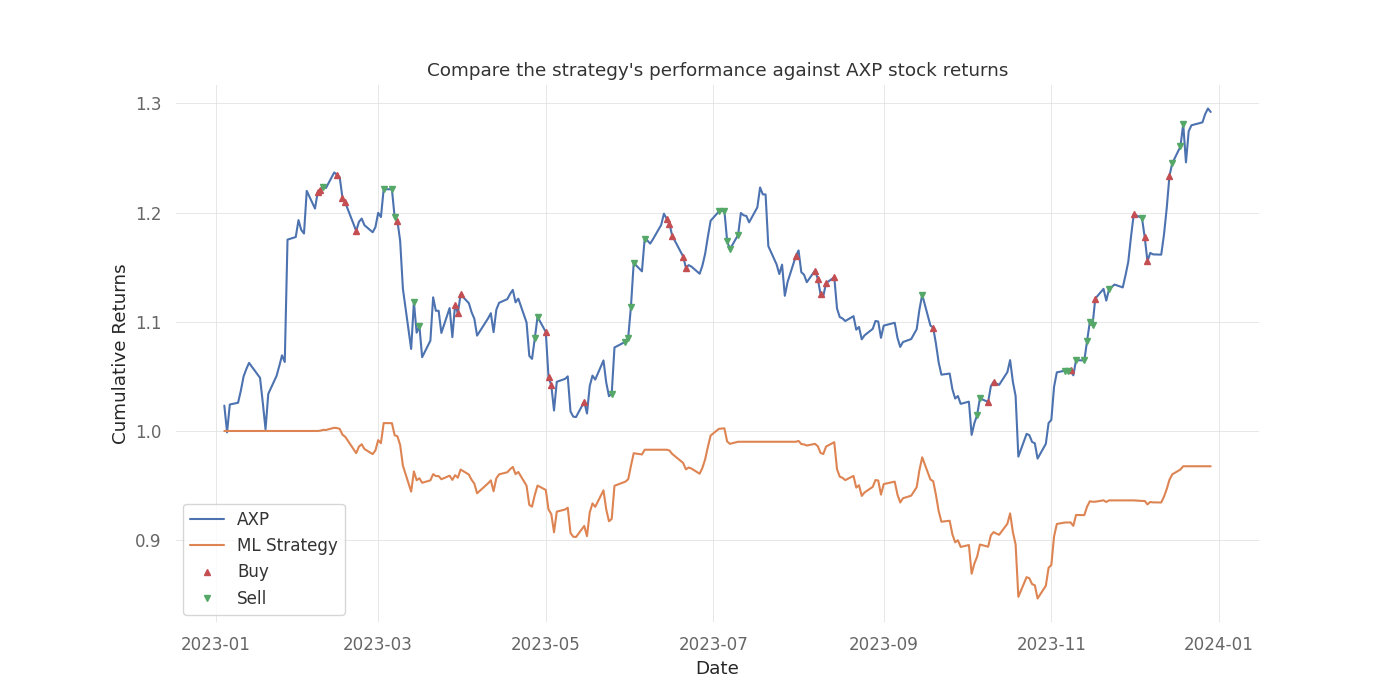 Compare the strategy's performance against AXP stock returns
Cumulative Returns
1.3
1.2
1.1
1.0
0.9
AXP
ML Strategy
Buy
Sell
2023-01
2023-03
2023-05
2023-07
2023-09
2023-11
2024-01
Date